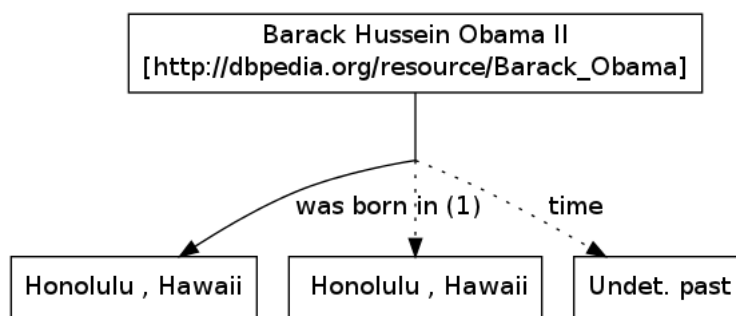 Barack Hussein Obama II
[http://dbpedia.org/resource/Barack_Obama]
was born in (1)
time
Honolulu , Hawaii
Honolulu , Hawaii
Undet. past